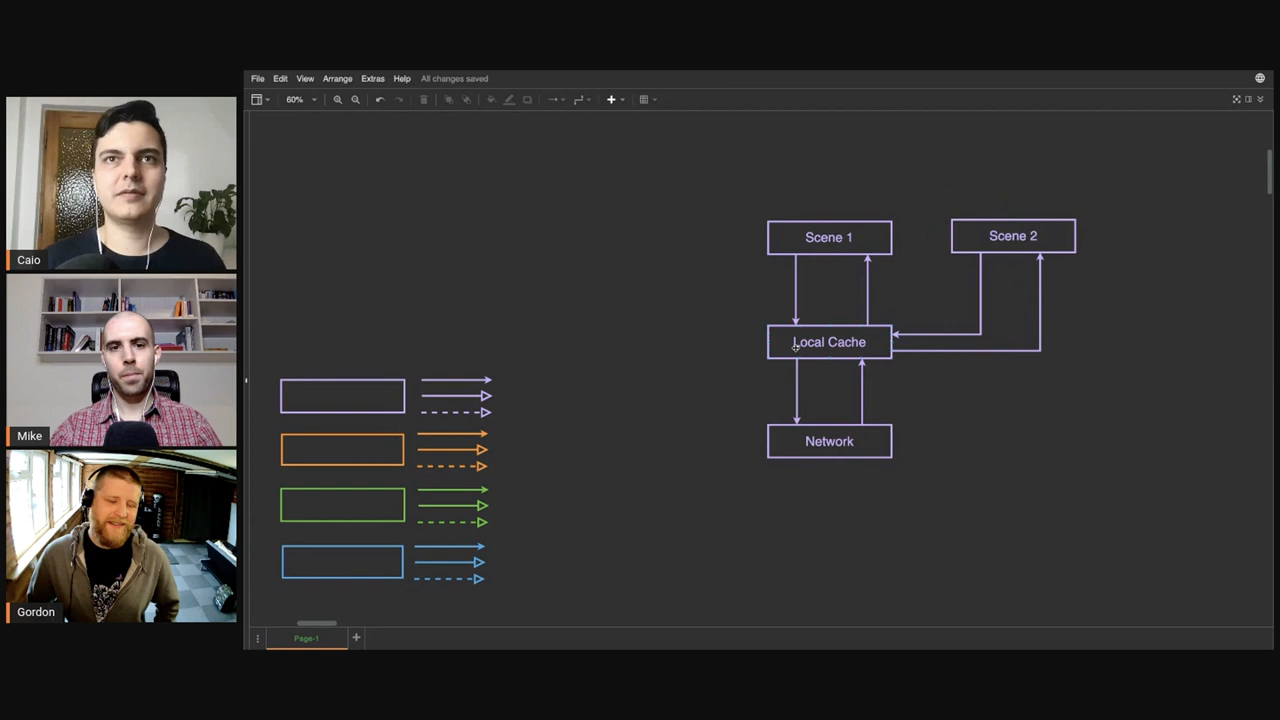 File Edit View Arrange Extras Help All changes saved
60%
Scene 1
Scene 2
Local Cache
Network
Caio
Mike
Gordon
Page-1